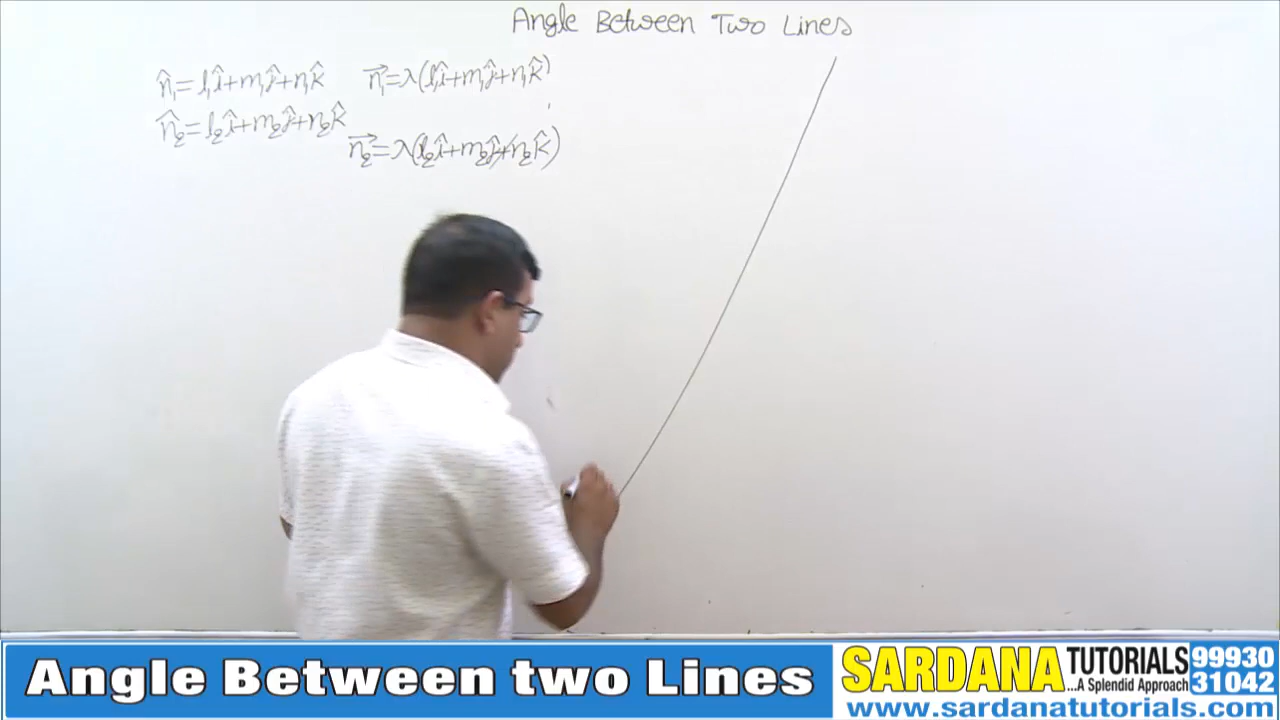 Angle Between Two Lines
n̂₁=l₁î+m₁ĵ+n₁k̂
n⃗₁=λ(l₁î+m₁ĵ+n₁k̂)
n̂₂=l₂î+m₂ĵ+n₂k̂
n⃗₂=λ(l₂î+m₂ĵ+n₂k̂)
Angle Between two Lines
SARDANA TUTORIALS 99930
...A Splendid Approach 31042
www.sardanatutorials.com